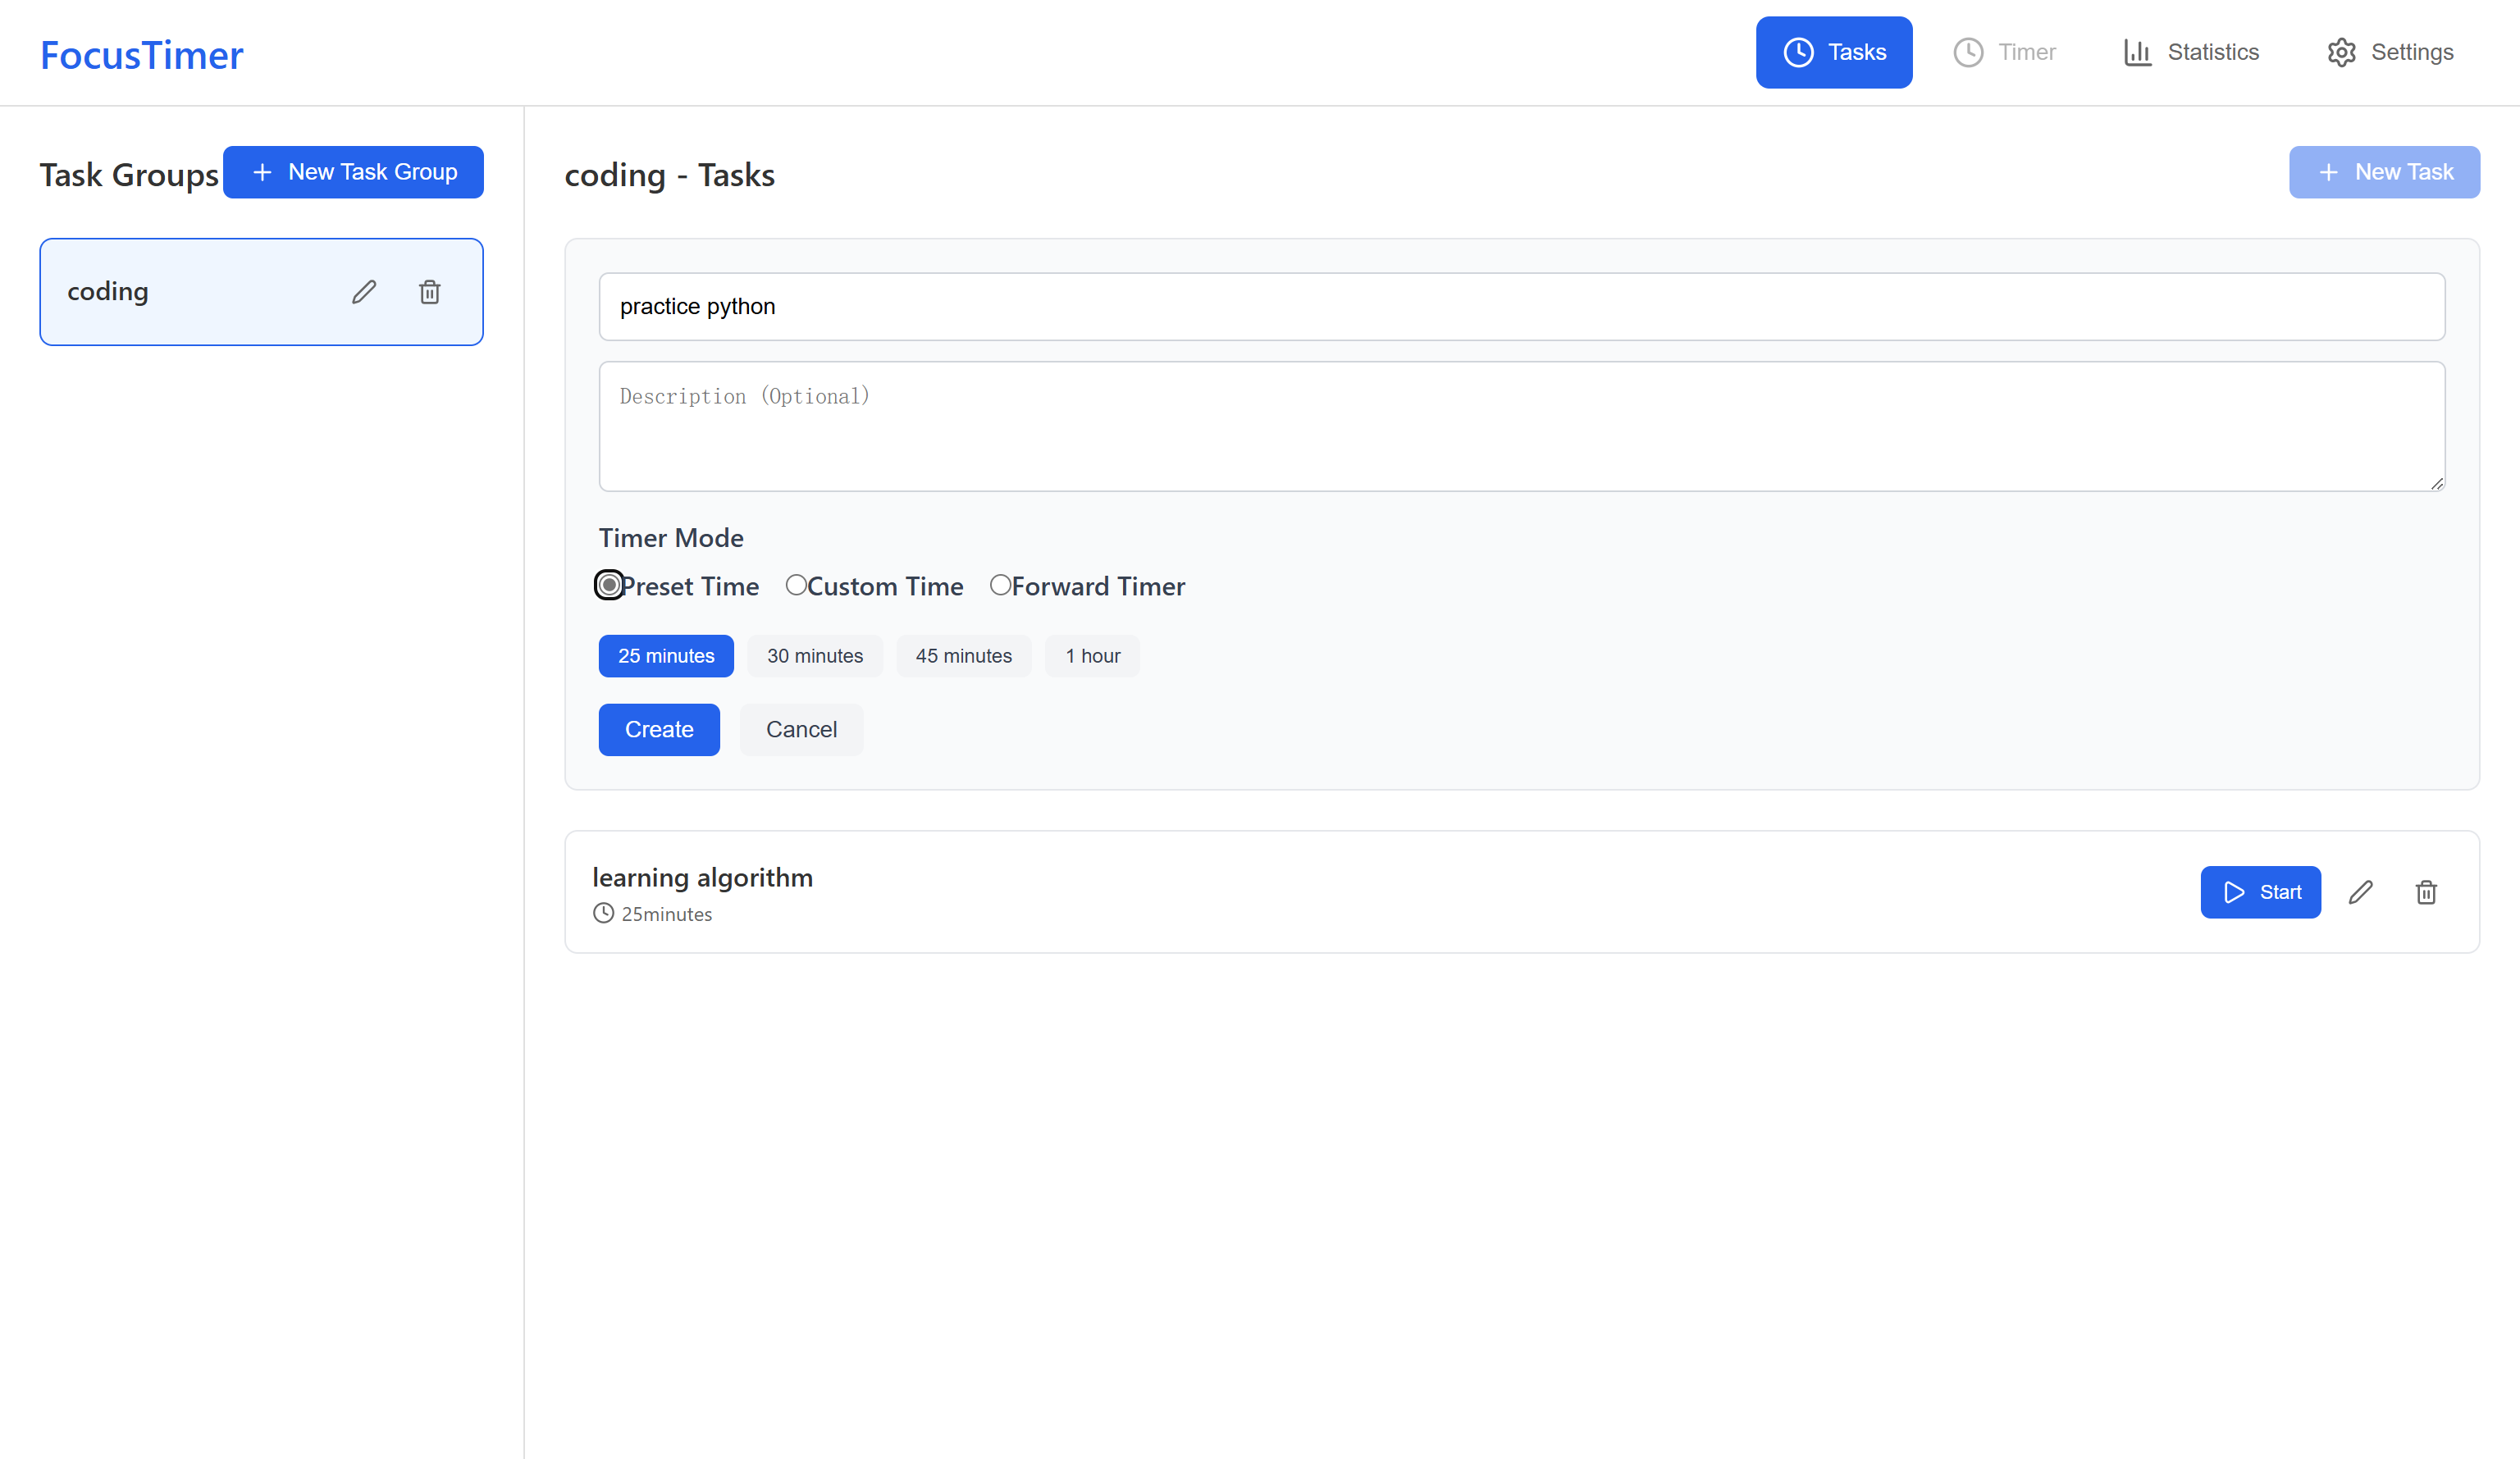 FocusTimer
Tasks
Timer
Statistics
Settings
Task Groups
New Task Group
coding
coding - Tasks
New Task
practice python
Description (Optional)
Timer Mode
Preset Time
Custom Time
Forward Timer
25 minutes
30 minutes
45 minutes
1 hour
Create
Cancel
learning algorithm
25minutes
Start